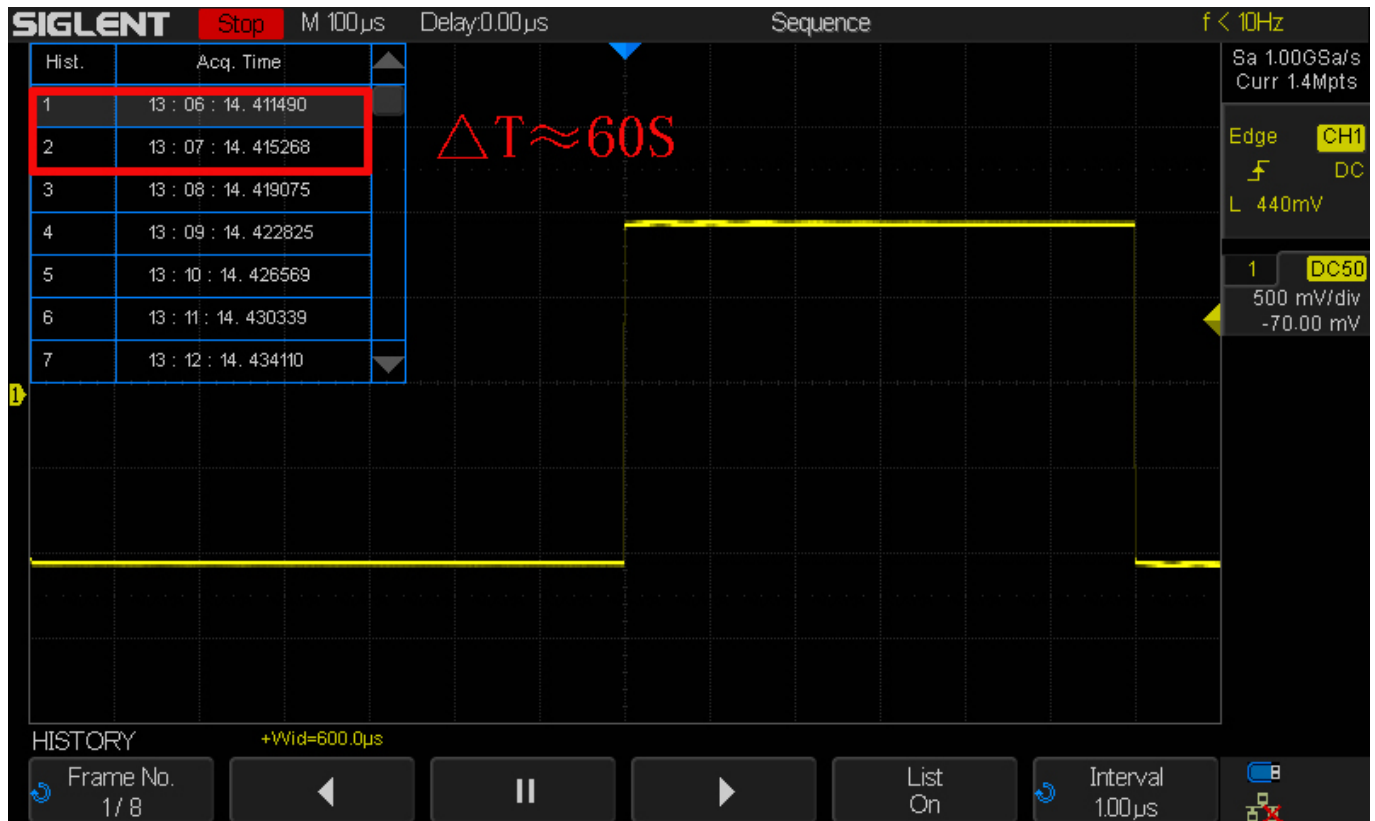 SIGLENT Stop M 100µs Delay:0.00µs Sequence f < 10Hz
Sa 1.00GSa/s
Curr 1.4Mpts
Hist. Acq. Time
1 13 : 06 : 14. 411490
2 13 : 07 : 14. 415268
3 13 : 08 : 14. 419075
4 13 : 09 : 14. 422825
5 13 : 10 : 14. 426569
6 13 : 11 : 14. 430339
7 13 : 12 : 14. 434110
△T≈60S
Edge CH1
DC
L 440mV
1 DC50
500 mV/div
-70.00 mV
1
HISTORY +Wid=600.0µs
Frame No.
1/ 8
List
On
Interval
1.00µs